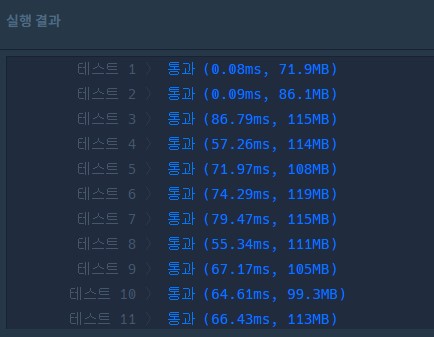 실행 결과
테스트 1 〉 통과 (0.08ms, 71.9MB)
테스트 2 〉 통과 (0.09ms, 86.1MB)
테스트 3 〉 통과 (86.79ms, 115MB)
테스트 4 〉 통과 (57.26ms, 114MB)
테스트 5 〉 통과 (71.97ms, 108MB)
테스트 6 〉 통과 (74.29ms, 119MB)
테스트 7 〉 통과 (79.47ms, 115MB)
테스트 8 〉 통과 (55.34ms, 111MB)
테스트 9 〉 통과 (67.17ms, 105MB)
테스트 10 〉 통과 (64.61ms, 99.3MB)
테스트 11 〉 통과 (66.43ms, 113MB)